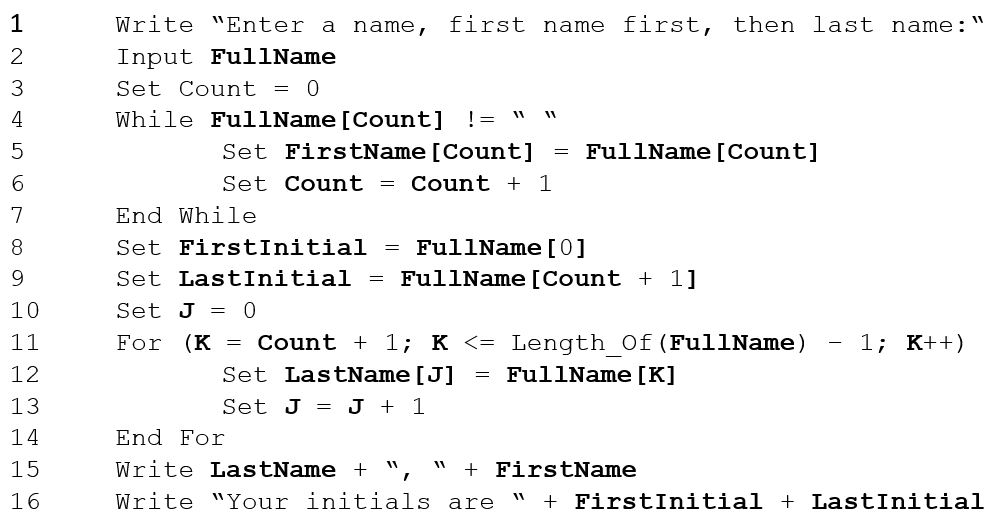 1 Write “Enter a name, first name first, then last name:“
2 Input FullName
3 Set Count = 0
4 While FullName[Count] != “ “
5 Set FirstName[Count] = FullName[Count]
6 Set Count = Count + 1
7 End While
8 Set FirstInitial = FullName[0]
9 Set LastInitial = FullName[Count + 1]
10 Set J = 0
11 For (K = Count + 1; K <= Length_Of(FullName) – 1; K++)
12 Set LastName[J] = FullName[K]
13 Set J = J + 1
14 End For
15 Write LastName + “, “ + FirstName
16 Write “Your initials are “ + FirstInitial + LastInitial